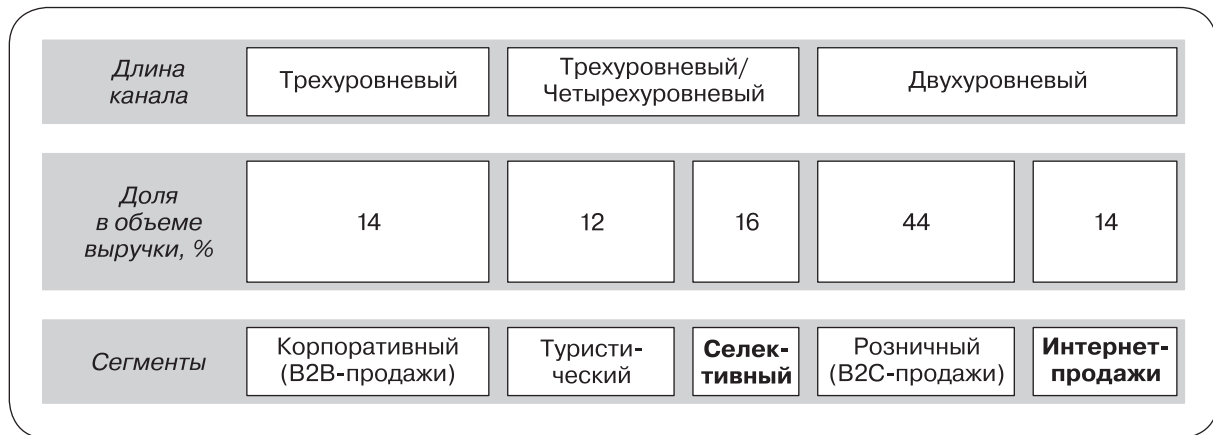 Длина
канала
Трехуровневый
Трехуровневый/
Четырехуровневый
Двухуровневый
Доля
в объеме
выручки, %
14
12
16
44
14
Сегменты
Корпоративный
(B2B-продажи)
Туристи-
ческий
Селек-
тивный
Розничный
(B2C-продажи)
Интернет-
продажи